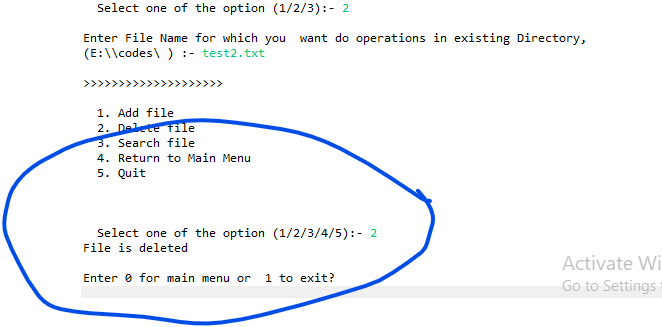 Select one of the option (1/2/3):- 2
Enter File Name for which you  want do operations in existing Directory,
(E:\\codes\ ) :- test2.txt
>>>>>>>>>>>>>>>>>>>>
1. Add file
2. Delete file
3. Search file
4. Return to Main Menu
5. Quit
Select one of the option (1/2/3/4/5):- 2
File is deleted
Enter 0 for main menu or  1 to exit?
Activate Wi
Go to Settings